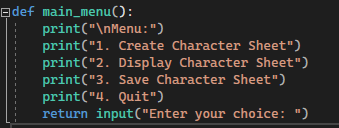 def main_menu():
    print("\nMenu:")
    print("1. Create Character Sheet")
    print("2. Display Character Sheet")
    print("3. Save Character Sheet")
    print("4. Quit")
    return input("Enter your choice: ")